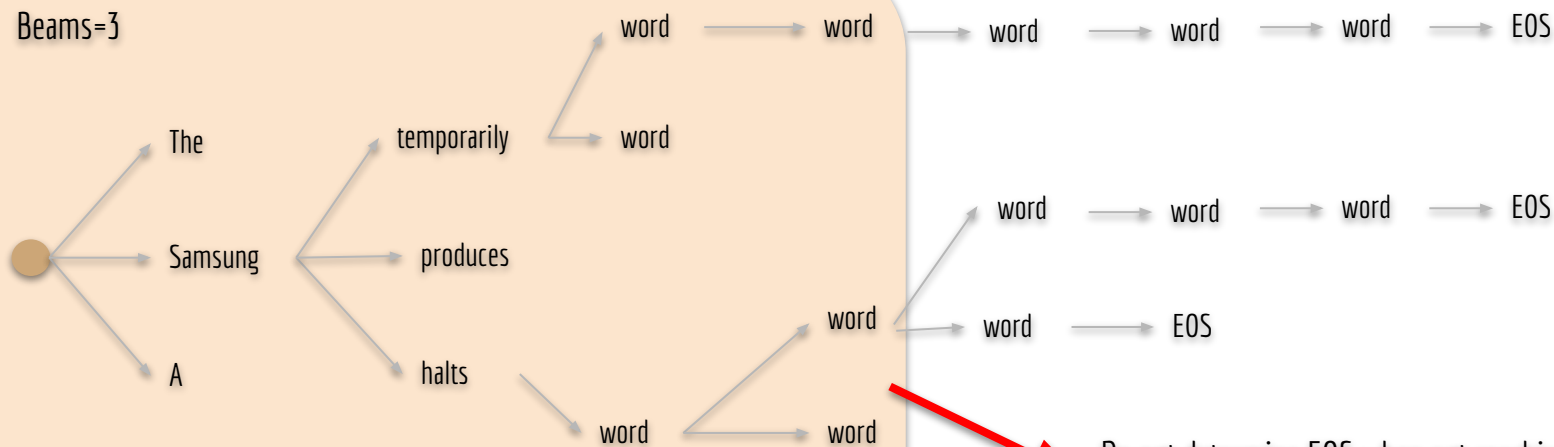 Beams=3
word word word word word EOS
The temporarily word
word word word EOS
Samsung produces
word word EOS
A halts
word word